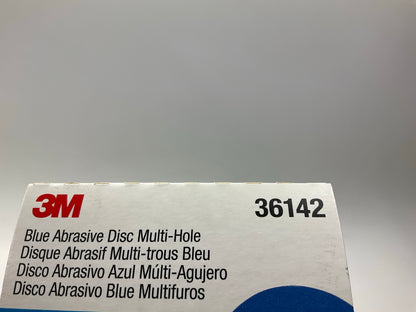 3M 36142
Blue Abrasive Disc Multi-Hole
Disque Abrasif Multi-trous Bleu
Disco Abrasivo Azul Múlti-Agujero
Disco Abrasivo Blue Multifuros